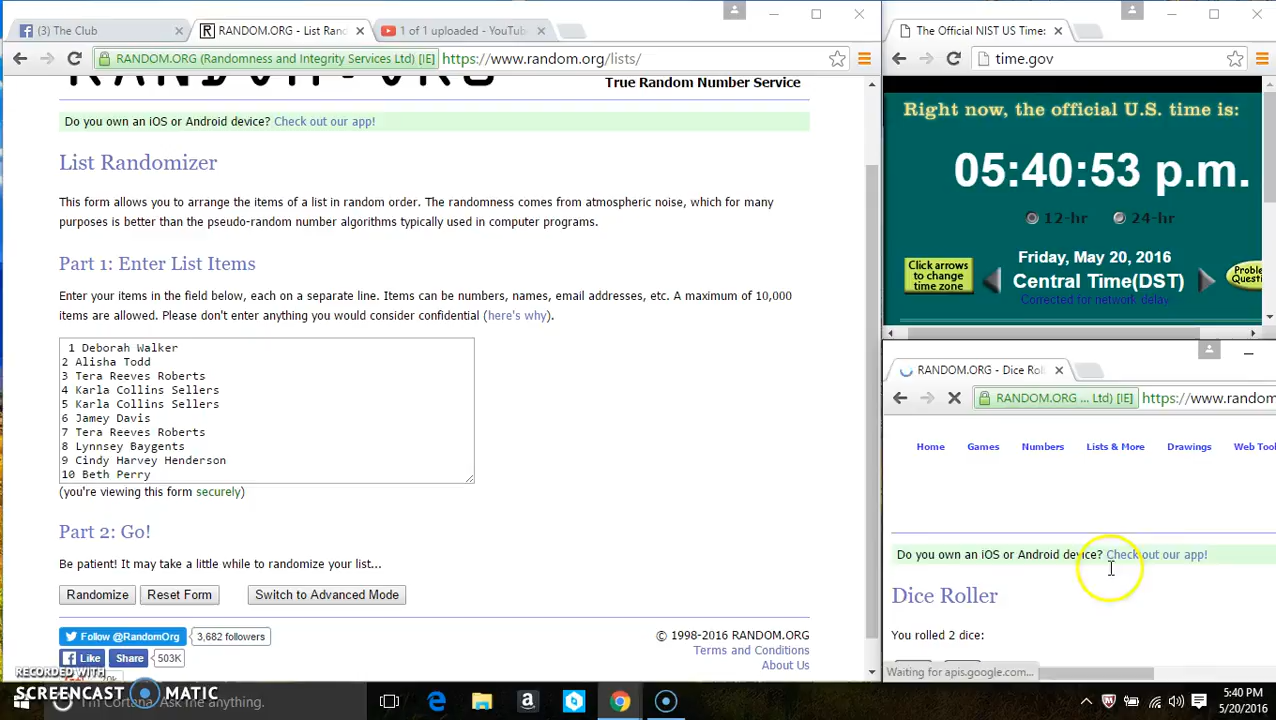 (3) The Club
RANDOM.ORG - List Ran
1 of 1 uploaded - YouTu
RANDOM.ORG (Randomness and Integrity Services Ltd) [IE]
https://www.random.org/lists/
True Random Number Service
Do you own an iOS or Android device? Check out our app!
List Randomizer
This form allows you to arrange the items of a list in random order. The randomness comes from atmospheric noise, which for many
purposes is better than the pseudo-random number algorithms typically used in computer programs.
Part 1: Enter List Items
Enter your items in the field below, each on a separate line. Items can be numbers, names, email addresses, etc. A maximum of 10,000
items are allowed. Please don't enter anything you would consider confidential (here's why).
1 Deborah Walker
2 Alisha Todd
3 Tera Reeves Roberts
4 Karla Collins Sellers
5 Karla Collins Sellers
6 Jamey Davis
7 Tera Reeves Roberts
8 Lynnsey Baygents
9 Cindy Harvey Henderson
10 Beth Perry
(you're viewing this form securely)
Part 2: Go!
Be patient! It may take a little while to randomize your list...
Randomize Reset Form Switch to Advanced Mode
Follow @RandomOrg 3,682 followers
Like Share 503K
© 1998-2016 RANDOM.ORG
Terms and Conditions
About Us
The Official NIST US Time:
time.gov
Right now, the official U.S. time is:
05:40:53 p.m.
12-hr 24-hr
Friday, May 20, 2016
Click arrows
to change
time zone
Central Time(DST)
Corrected for network delay
Proble
Questi
RANDOM.ORG - Dice Rol
RANDOM.ORG ... Ltd) [IE]
https://www.random
Home Games Numbers Lists & More Drawings Web Tool
Do you own an iOS or Android device? Check out our app!
Dice Roller
You rolled 2 dice:
Waiting for apis.google.com...
RECORDED WITH
SCREENCAST MATIC
I'm Cortana. Ask me anything.
5:40 PM
5/20/2016